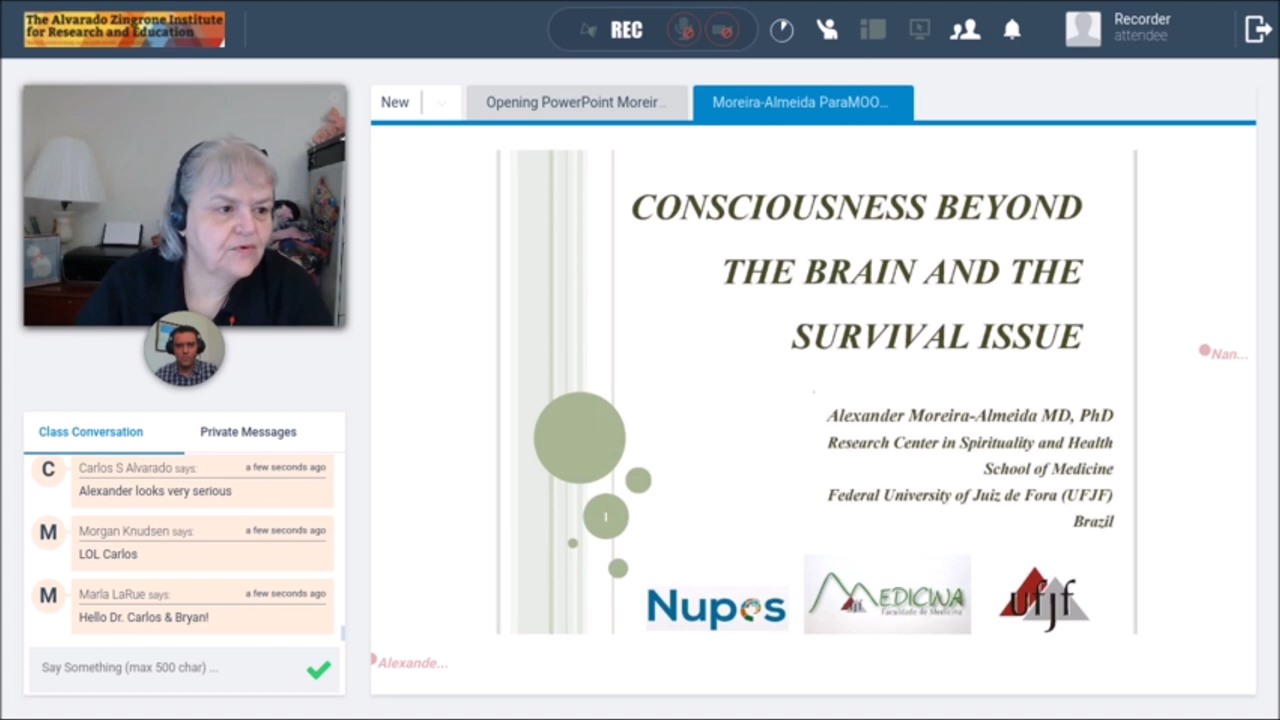 The Alvarado Zingrone Institute
for Research and Education
REC
Recorder
attendee
New
Opening PowerPoint Moreir...
Moreira-Almeida ParaMOO...
CONSCIOUSNESS BEYOND
THE BRAIN AND THE
SURVIVAL ISSUE
Nan...
Alexander Moreira-Almeida MD, PhD
Research Center in Spirituality and Health
School of Medicine
Federal University of Juiz de Fora (UFJF)
Brazil
1
Nupes
MEDICINA
Faculdade de Medicina
ufjf
Alexande...
Class Conversation
Private Messages
C
Carlos S Alvarado says:
a few seconds ago
Alexander looks very serious
M
Morgan Knudsen says:
a few seconds ago
LOL Carlos
M
Marla LaRue says:
a few seconds ago
Hello Dr. Carlos & Bryan!
Say Something (max 500 char) ...